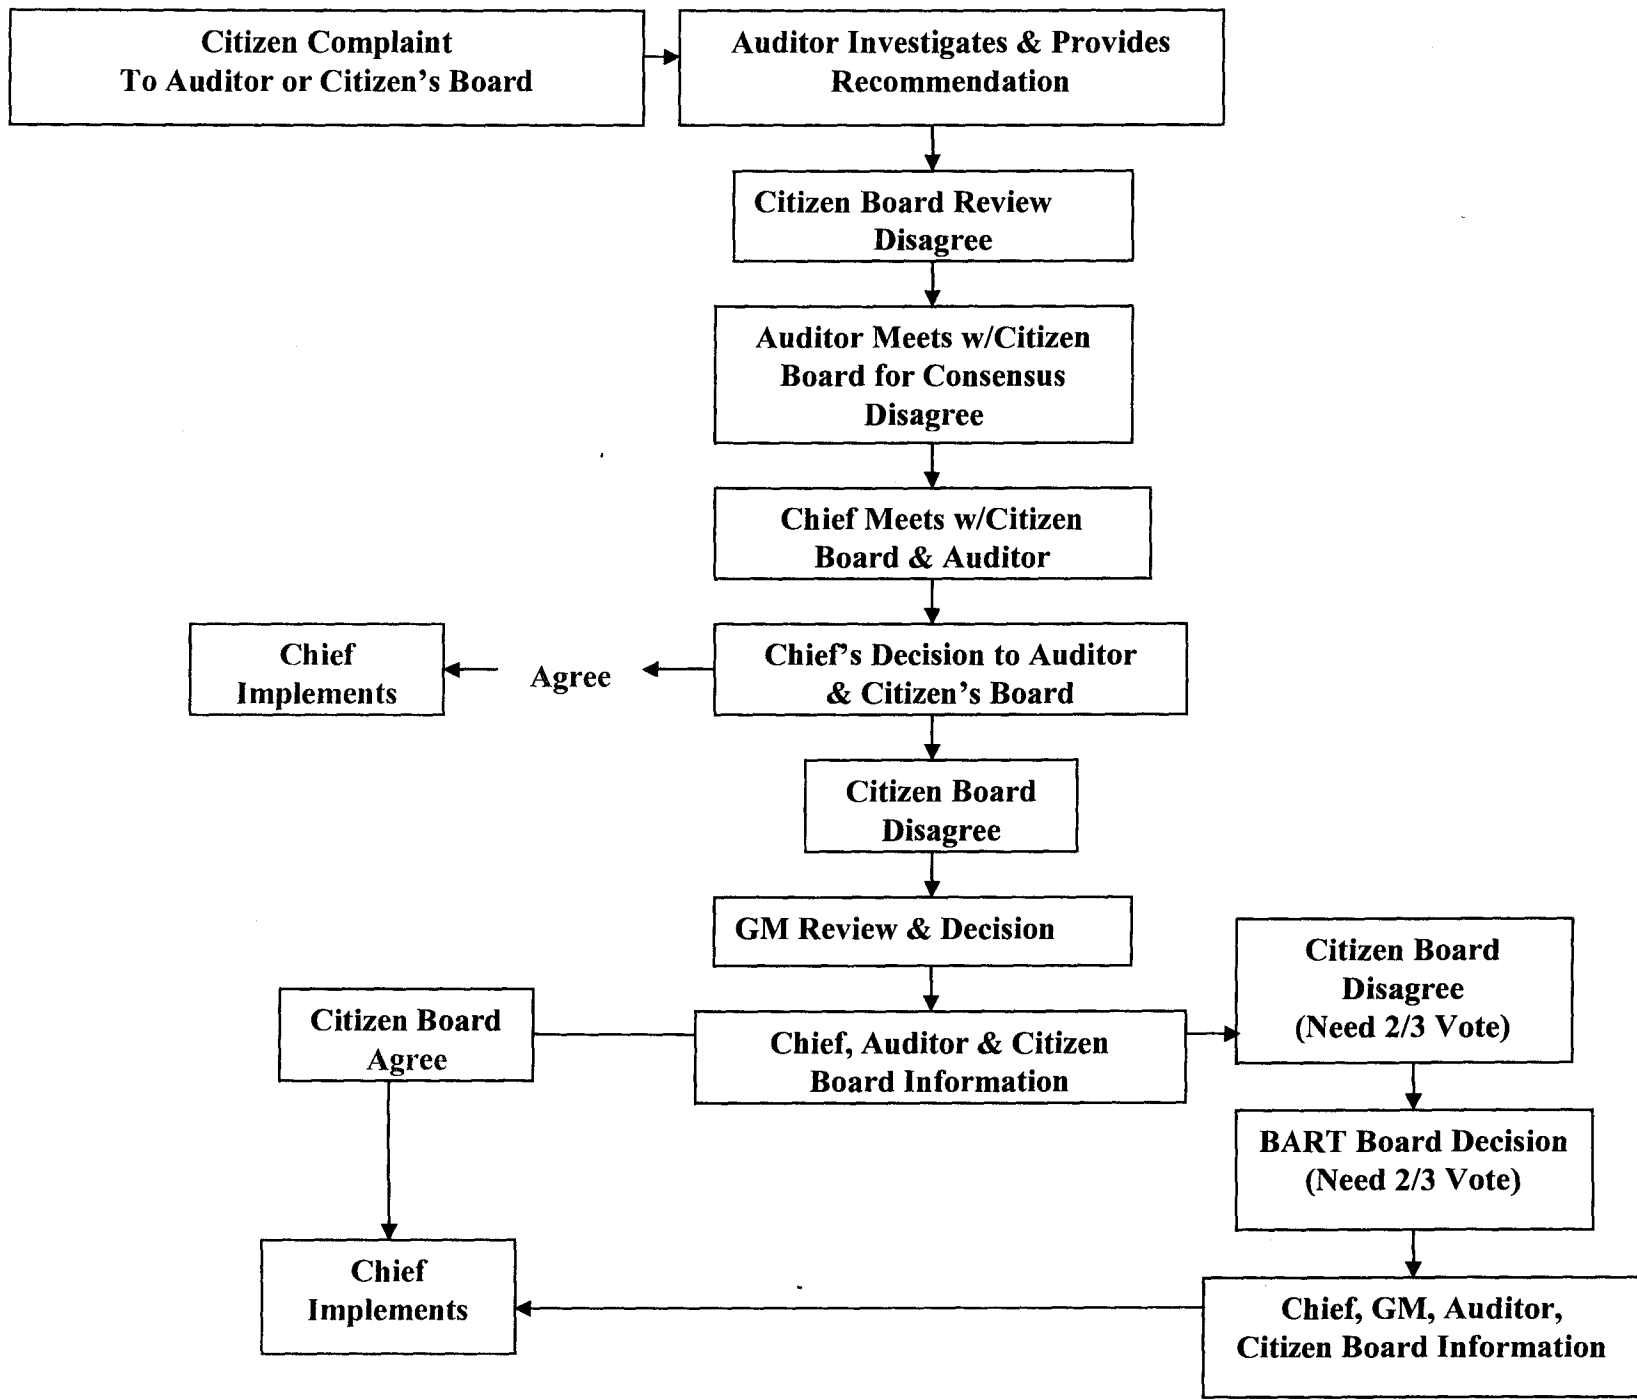 Citizen Complaint
To Auditor or Citizen's Board
Auditor Investigates & Provides
Recommendation
Citizen Board Review
Disagree
Auditor Meets w/Citizen
Board for Consensus
Disagree
Chief Meets w/Citizen
Board & Auditor
Chief
Implements
Agree
Chief's Decision to Auditor
& Citizen's Board
Citizen Board
Disagree
GM Review & Decision
Citizen Board
Agree
Chief, Auditor & Citizen
Board Information
Citizen Board
Disagree
(Need 2/3 Vote)
BART Board Decision
(Need 2/3 Vote)
Chief
Implements
Chief, GM, Auditor,
Citizen Board Information